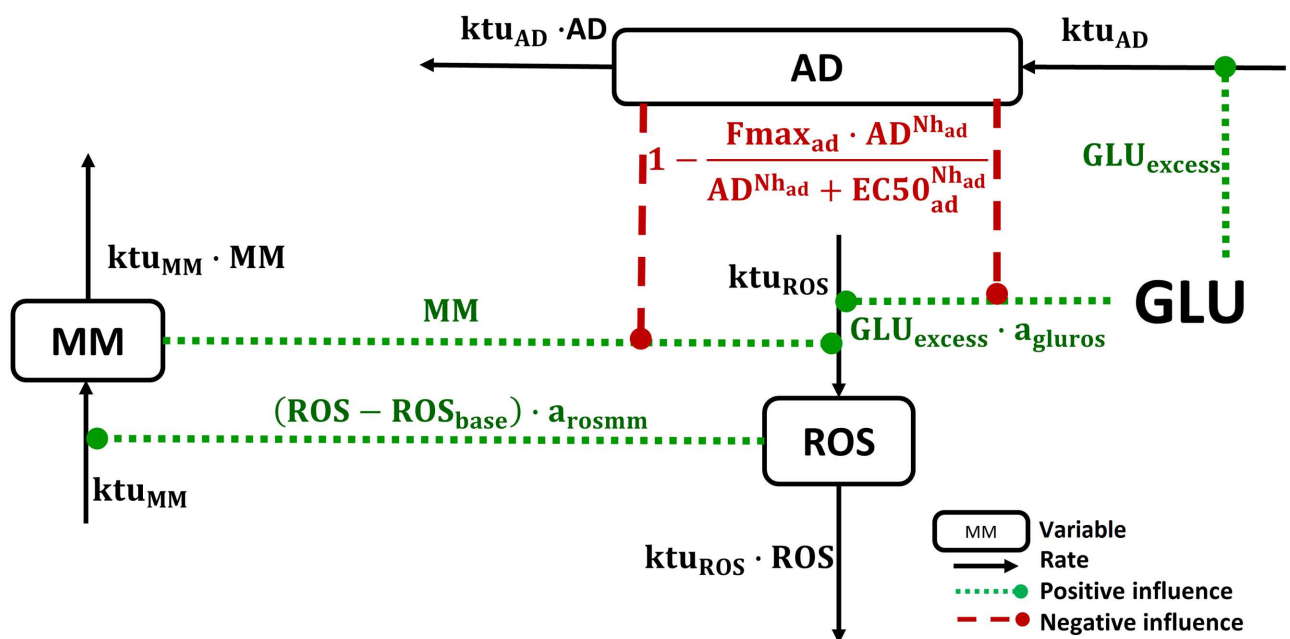 ktu_AD · AD
AD
ktu_AD
1 − (Fmax_ad · AD^Nh_ad) / (AD^Nh_ad + EC50_ad^Nh_ad)
GLU_excess
ktu_MM · MM
ktu_ROS
GLU
MM
MM
GLU_excess · a_gluros
(ROS − ROS_base) · a_rosmm
ROS
ktu_MM
ktu_ROS · ROS
MM Variable
Rate
Positive influence
Negative influence